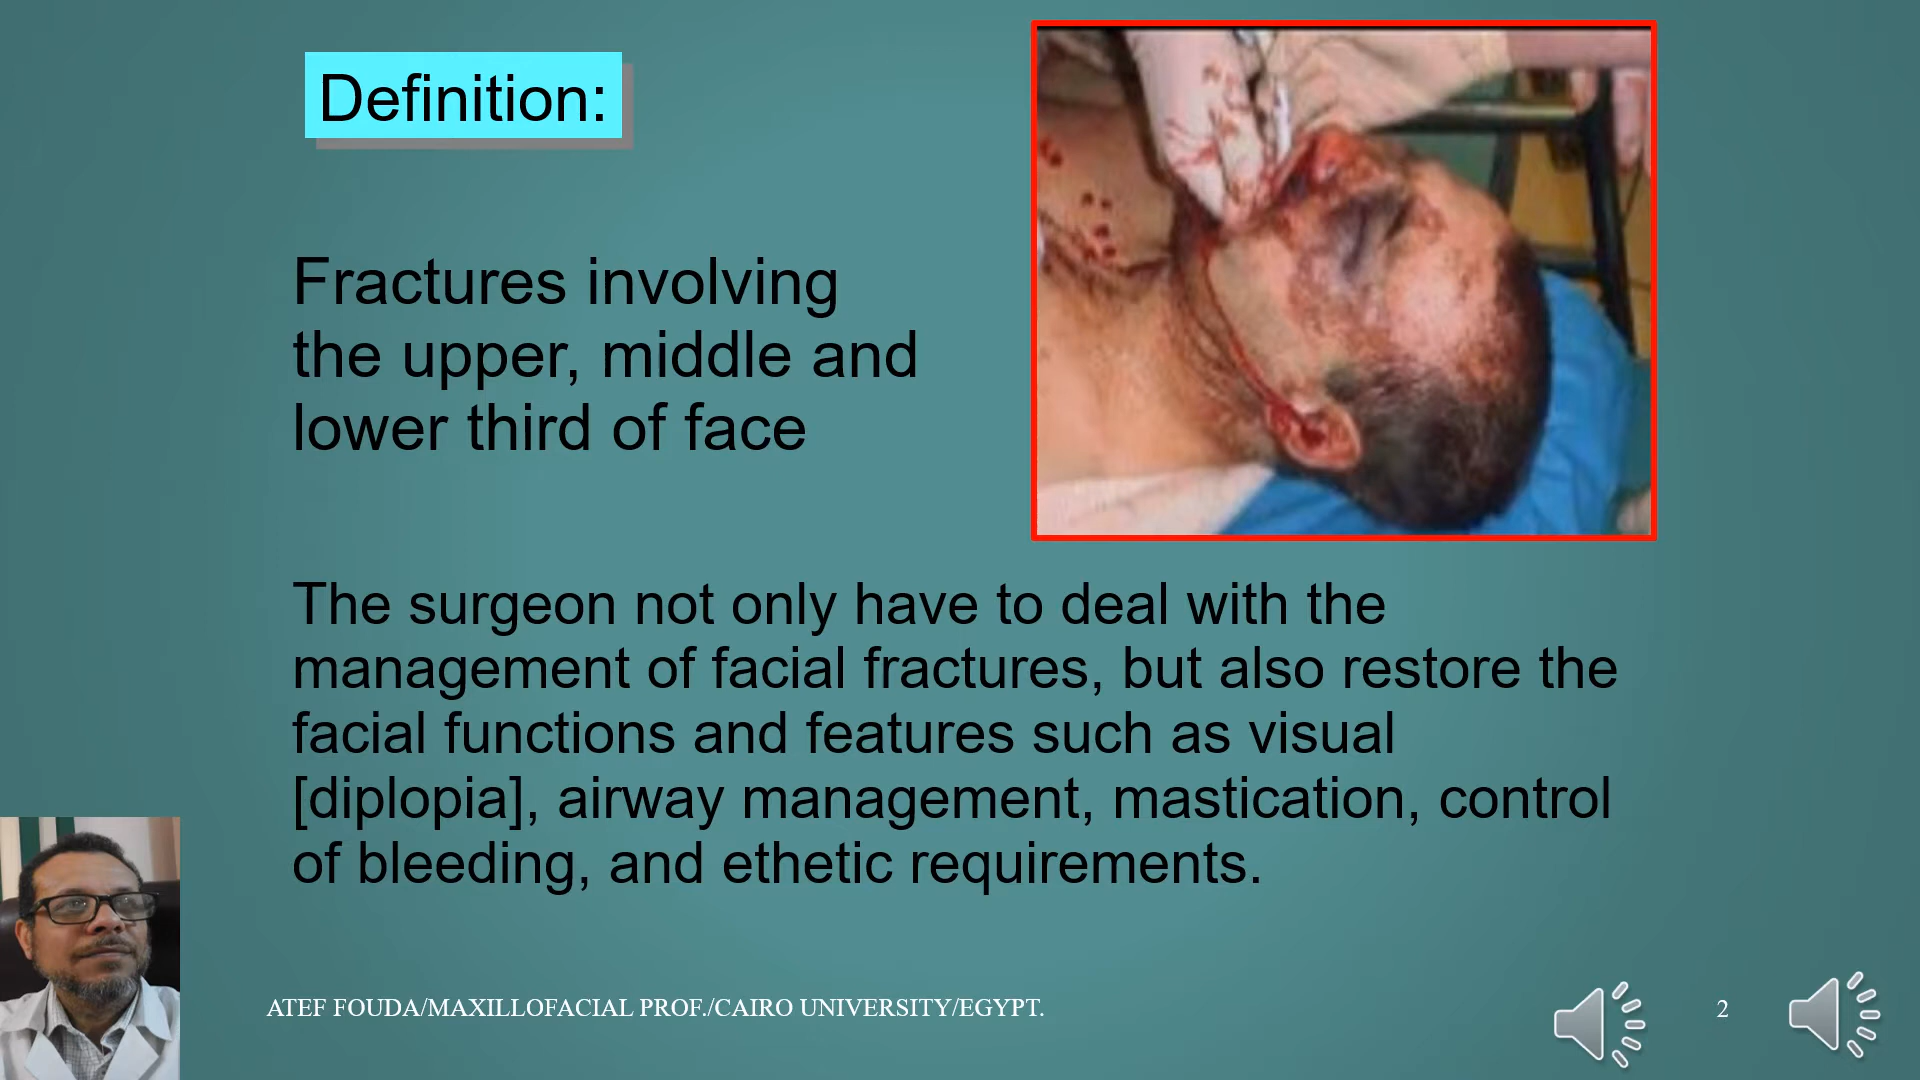 Definition:
Fractures involving
the upper, middle and
lower third of face
The surgeon not only have to deal with the
management of facial fractures, but also restore the
facial functions and features such as visual
[diplopia], airway management, mastication, control
of bleeding, and ethetic requirements.
ATEF FOUDA/MAXILLOFACIAL PROF./CAIRO UNIVERSITY/EGYPT.
2